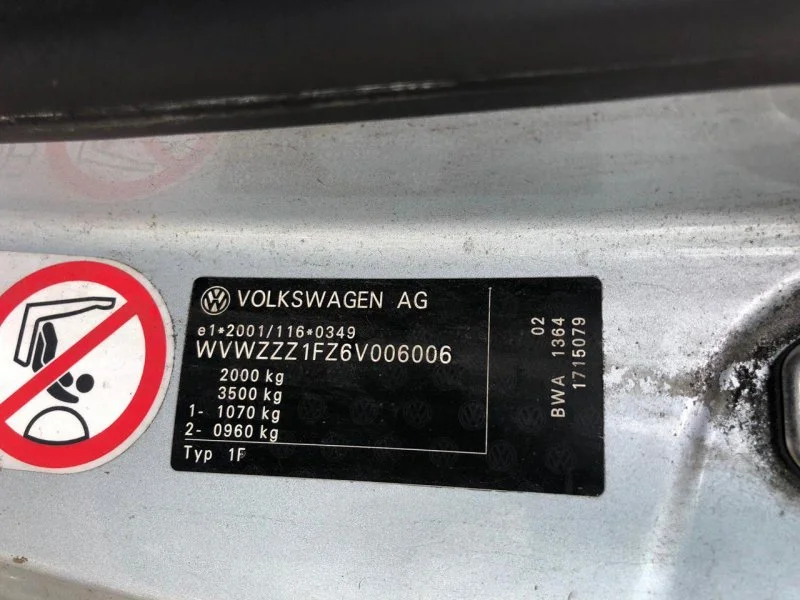 VOLKSWAGEN AG
e1*2001/116*0349
WVWZZZ1FZ6V006006
2000 kg
3500 kg
1- 1070 kg
2- 0960 kg
Typ 1F
02
BWA 1364
1715079